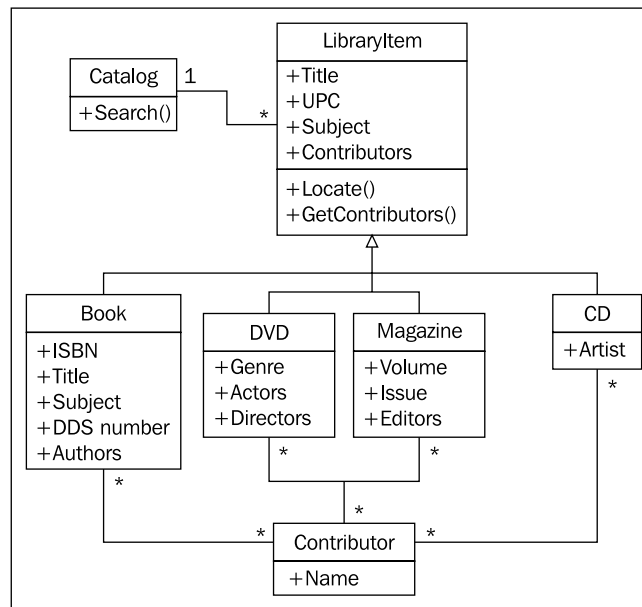 LibraryItem
+Title
+UPC
+Subject
+Contributors
+Locate()
+GetContributors()
Catalog
+Search()
1
*
Book
+ISBN
+Title
+Subject
+DDS number
+Authors
*
DVD
+Genre
+Actors
+Directors
*
Magazine
+Volume
+Issue
+Editors
*
CD
+Artist
*
*
*
*
Contributor
+Name